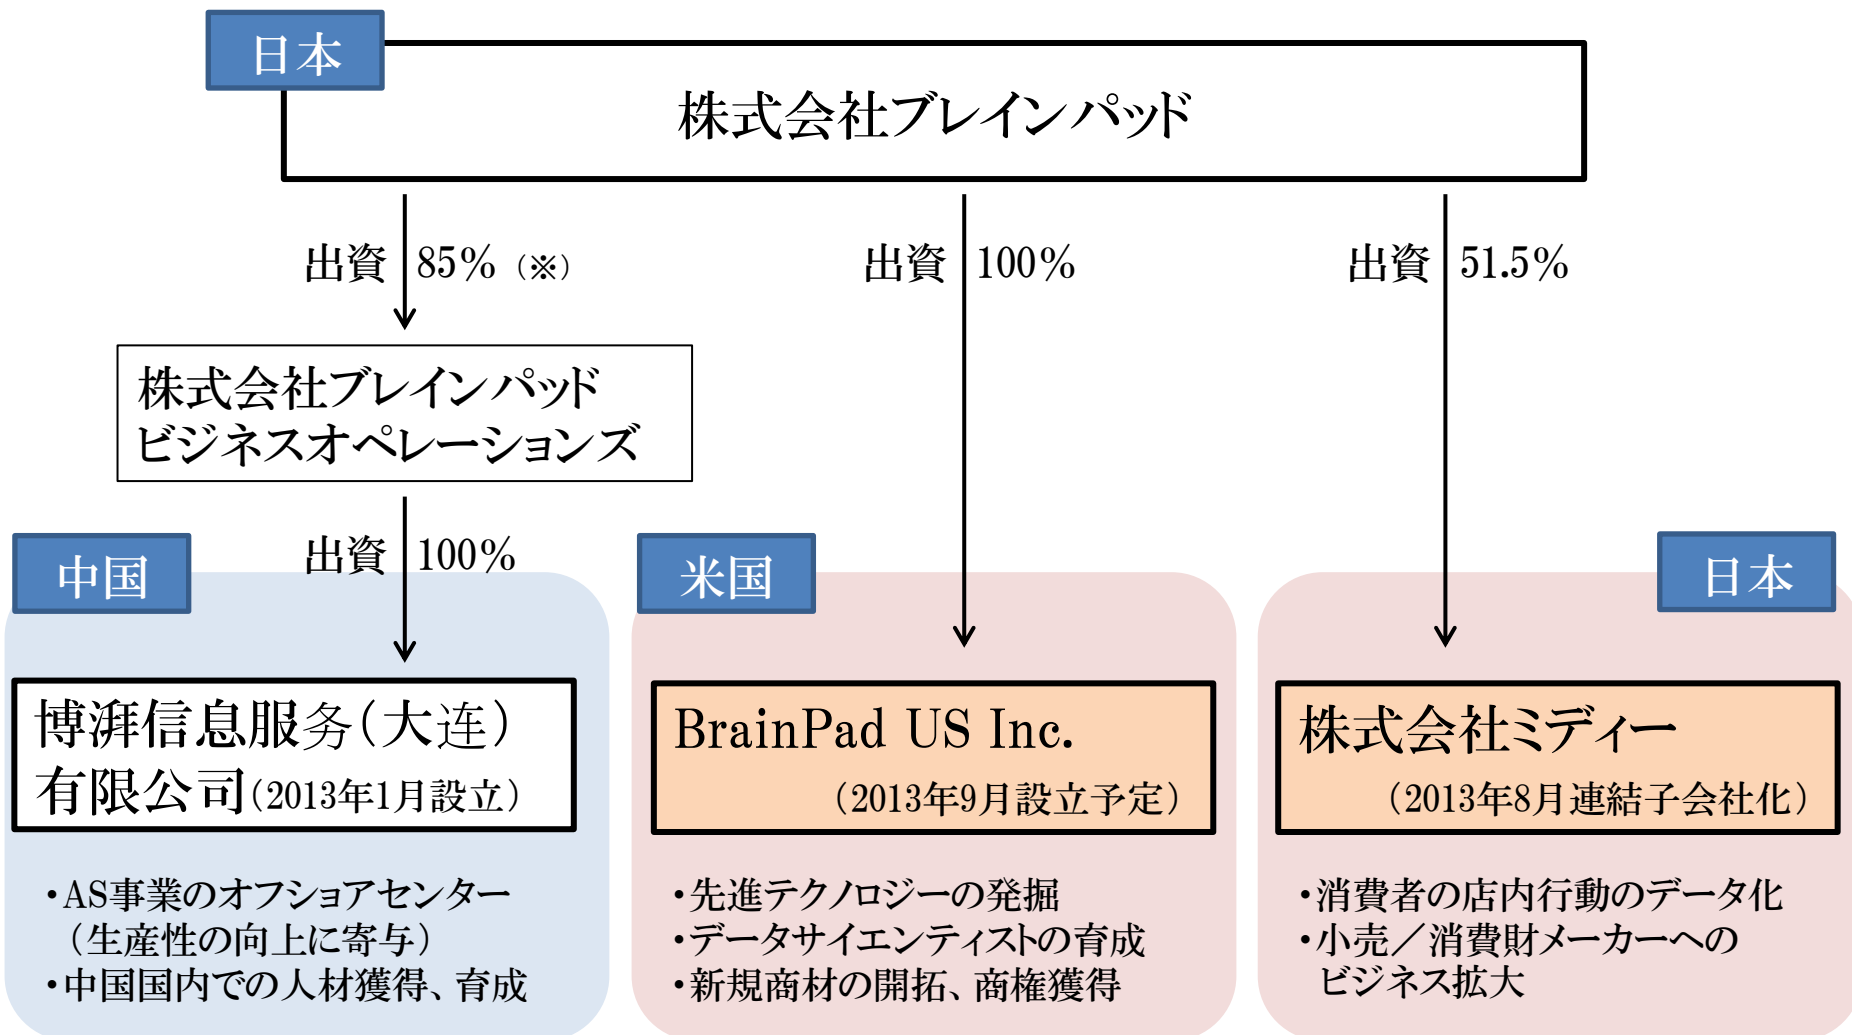 日本
株式会社ブレインパッド
出資 85% (※)
出資 100%
出資 51.5%
株式会社ブレインパッド
ビジネスオペレーションズ
出資 100%
中国
博湃信息服务(大连)
有限公司(2013年1月設立)
・AS事業のオフショアセンター
(生産性の向上に寄与)
・中国国内での人材獲得、育成
米国
BrainPad US Inc.
(2013年9月設立予定)
・先進テクノロジーの発掘
・データサイエンティストの育成
・新規商材の開拓、商権獲得
日本
株式会社ミディー
(2013年8月連結子会社化)
・消費者の店内行動のデータ化
・小売/消費財メーカーへの
ビジネス拡大